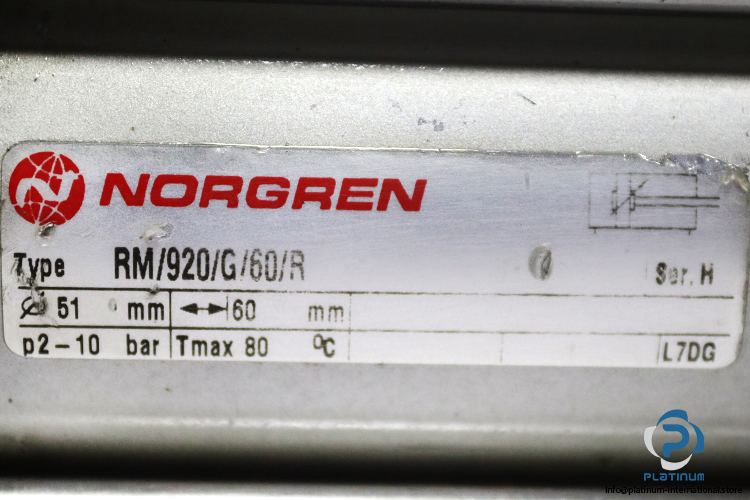 NORGREN
Type RM/920/G/60/R Ser. H
Ø 51 mm 60 mm
p2-10 bar Tmax 80 °C L7DG
PLATINUM
info@platinum-international.store